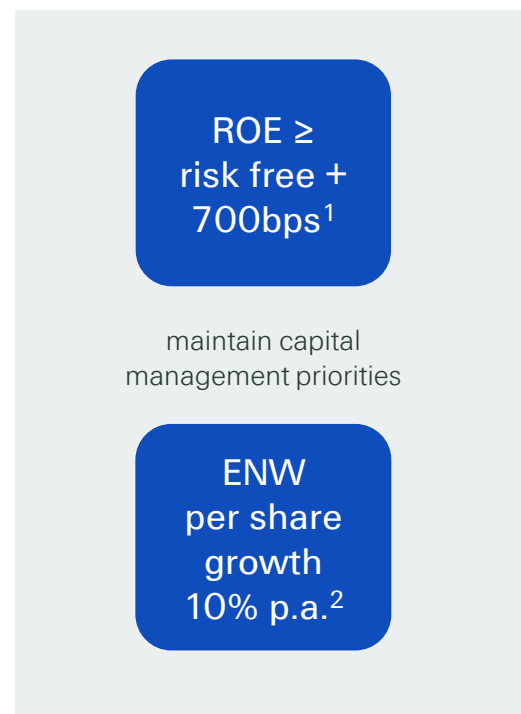 ROE ≥
risk free +
700bps¹
maintain capital
management priorities
ENW
per share
growth
10% p.a.²